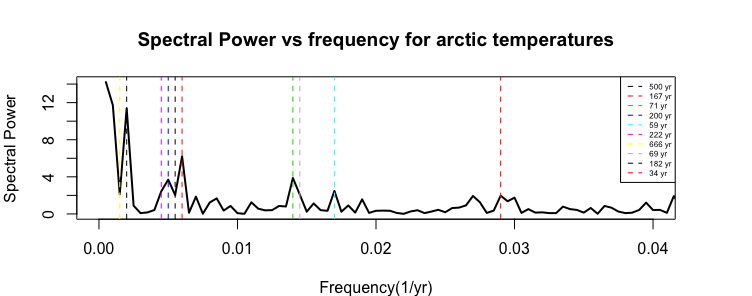 Spectral Power vs frequency for arctic temperatures
Spectral Power
0
4
8
12
500 yr
167 yr
71 yr
200 yr
59 yr
222 yr
666 yr
69 yr
182 yr
34 yr
0.00
0.01
0.02
0.03
0.04
Frequency(1/yr)